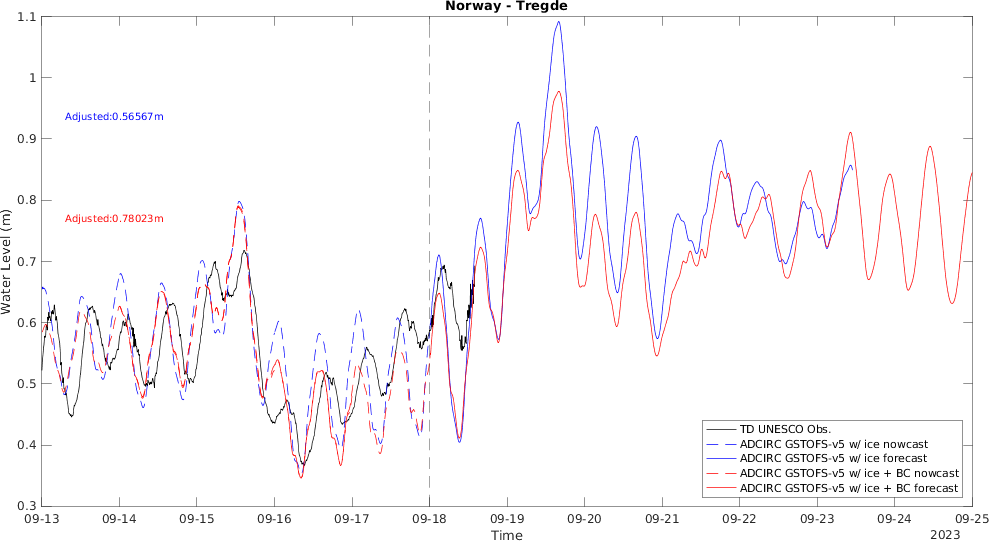 Norway - Tregde
1.1
1
0.9
0.8
0.7
0.6
0.5
0.4
0.3
Water Level (m)
Adjusted:0.56567m
Adjusted:0.78023m
TD UNESCO Obs.
ADCIRC GSTOFS-v5 w/ ice nowcast
ADCIRC GSTOFS-v5 w/ ice forecast
ADCIRC GSTOFS-v5 w/ ice + BC nowcast
ADCIRC GSTOFS-v5 w/ ice + BC forecast
09-13 09-14 09-15 09-16 09-17 09-18 09-19 09-20 09-21 09-22 09-23 09-24 09-25
Time
2023